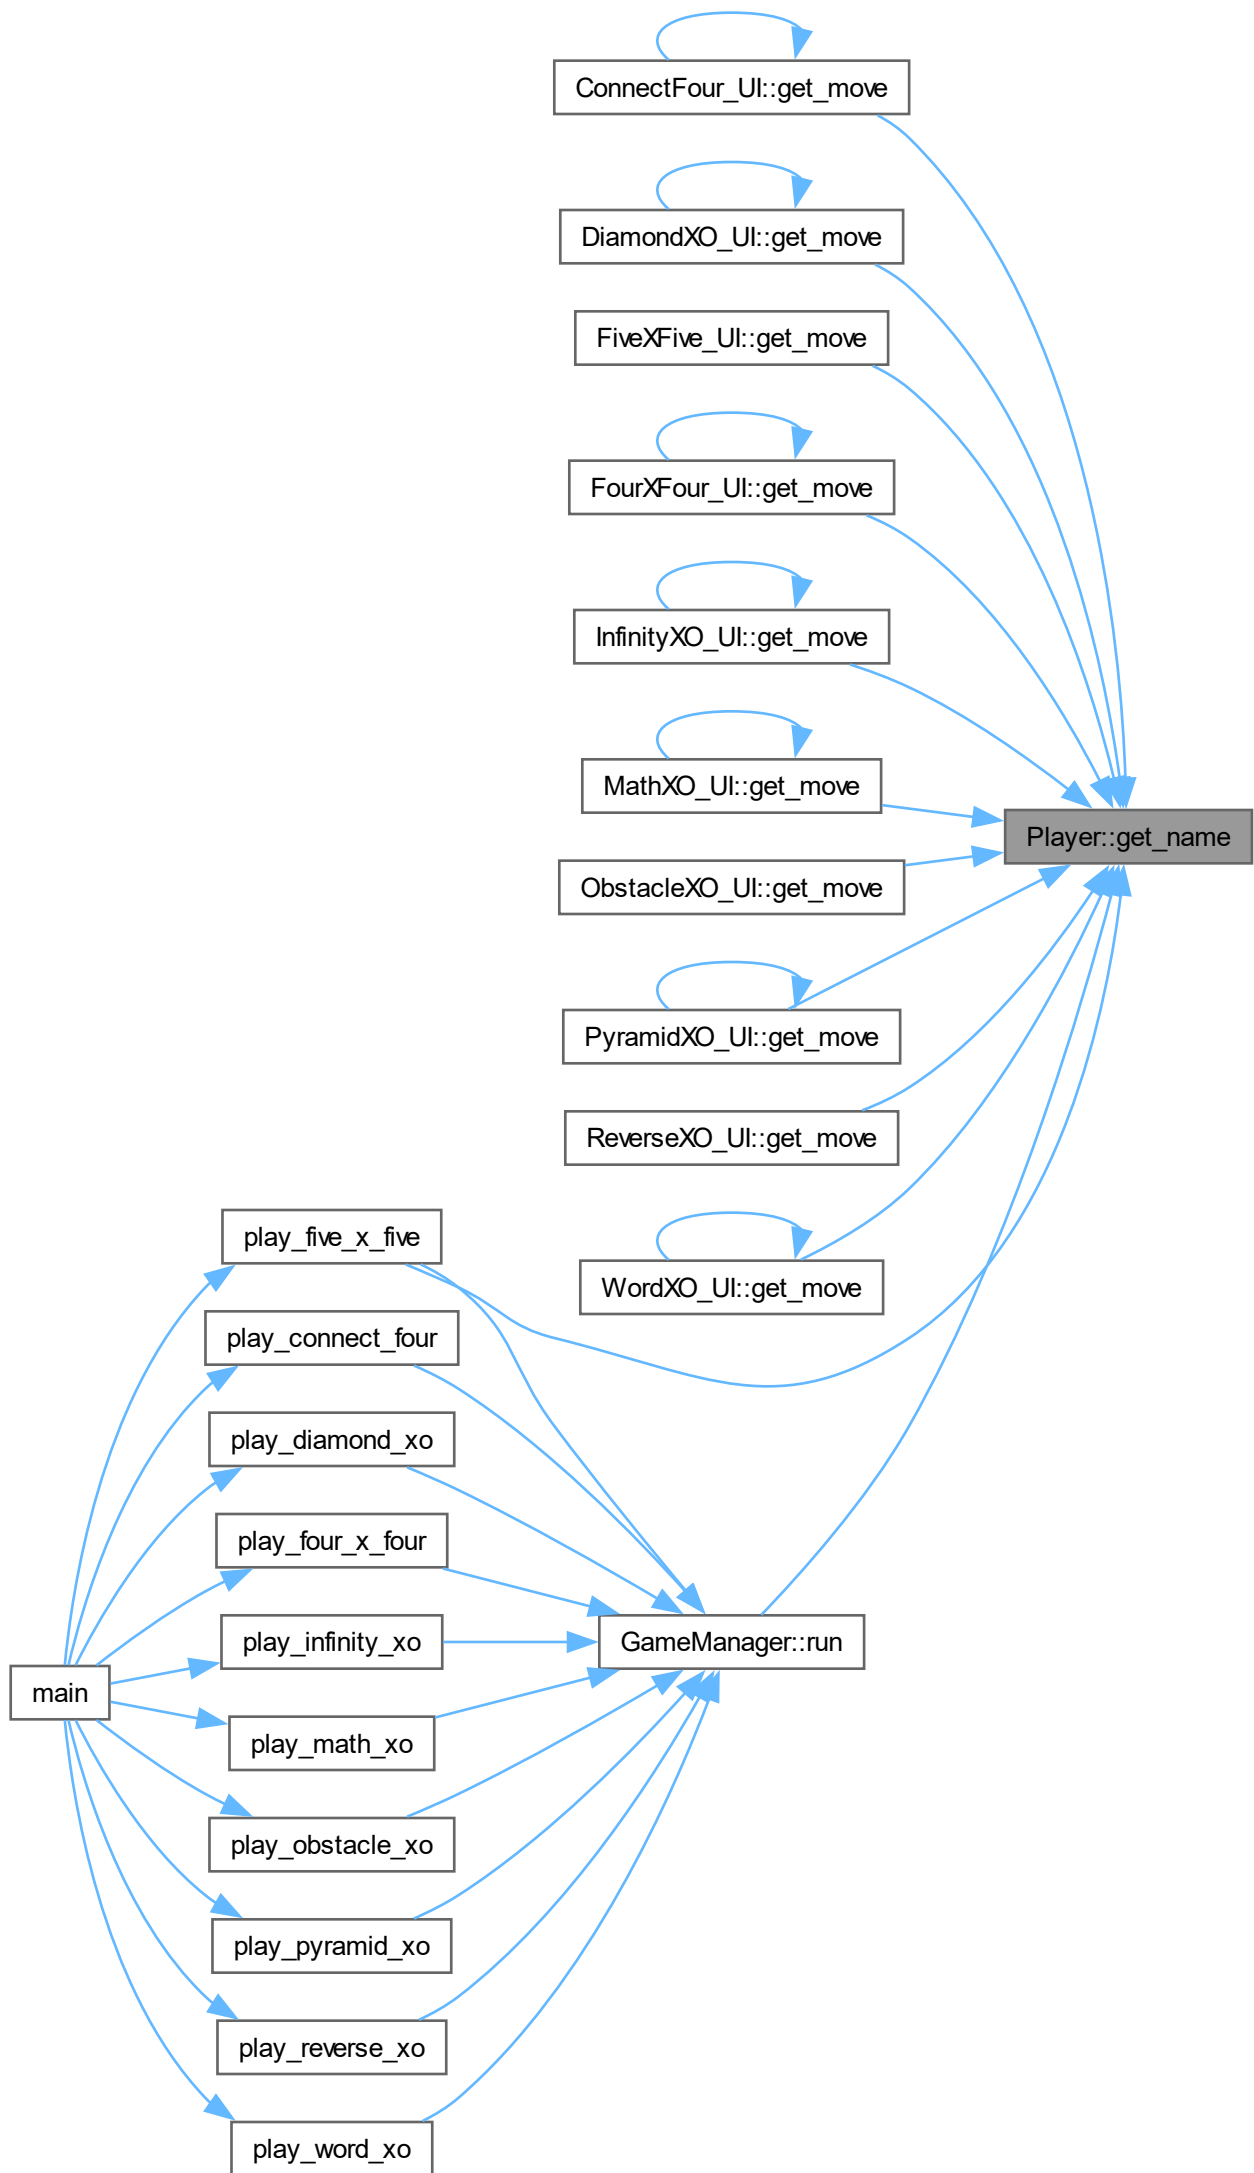 ConnectFour_UI::get_move
DiamondXO_UI::get_move
FiveXFive_UI::get_move
FourXFour_UI::get_move
InfinityXO_UI::get_move
MathXO_UI::get_move
Player::get_name
ObstacleXO_UI::get_move
PyramidXO_UI::get_move
ReverseXO_UI::get_move
play_five_x_five
WordXO_UI::get_move
play_connect_four
play_diamond_xo
play_four_x_four
play_infinity_xo
GameManager::run
main
play_math_xo
play_obstacle_xo
play_pyramid_xo
play_reverse_xo
play_word_xo